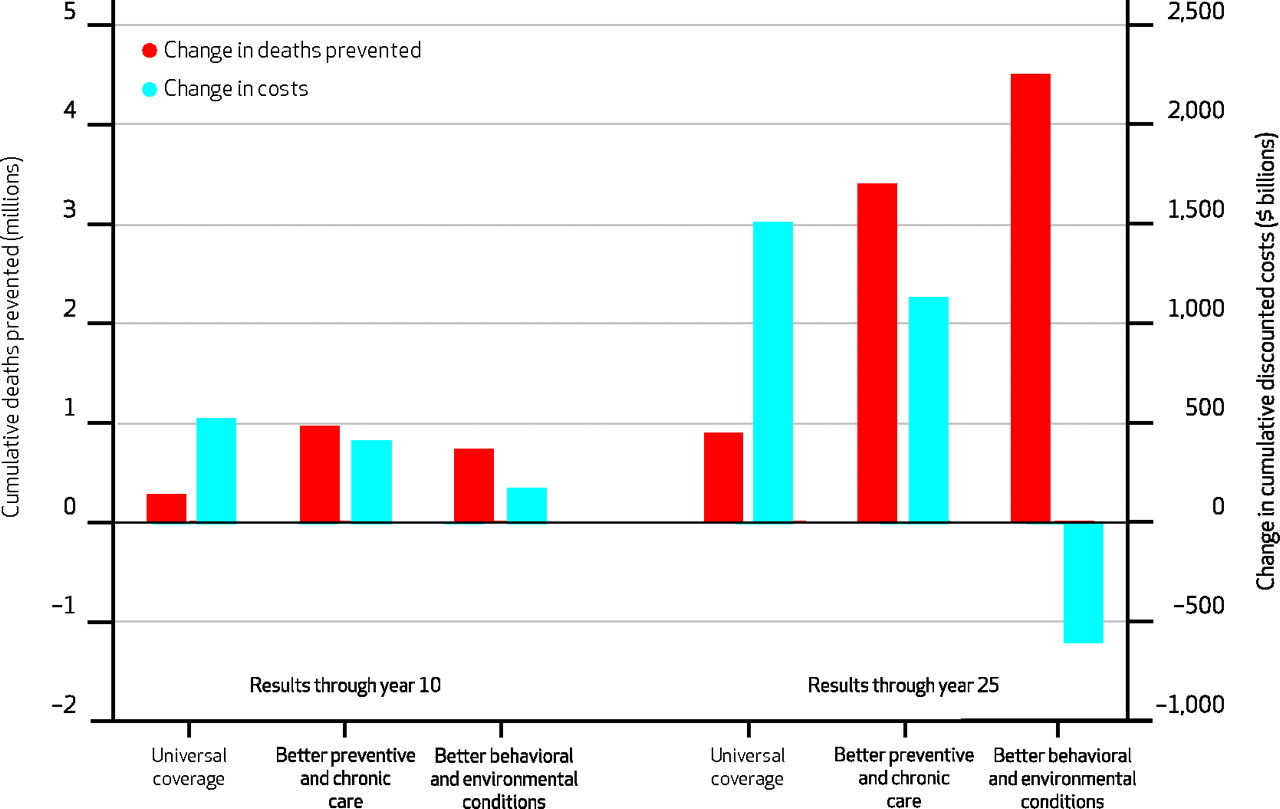 Cumulative deaths prevented (millions)
5
4
3
2
1
0
–1
–2
Change in deaths prevented
Change in costs
2,500
2,000
1,500
1,000
500
0
–500
–1,000
Change in cumulative discounted costs ($ billions)
Results through year 10
Results through year 25
Universal
coverage
Better preventive
and chronic
care
Better behavioral
and environmental
conditions
Universal
coverage
Better preventive
and chronic
care
Better behavioral
and environmental
conditions